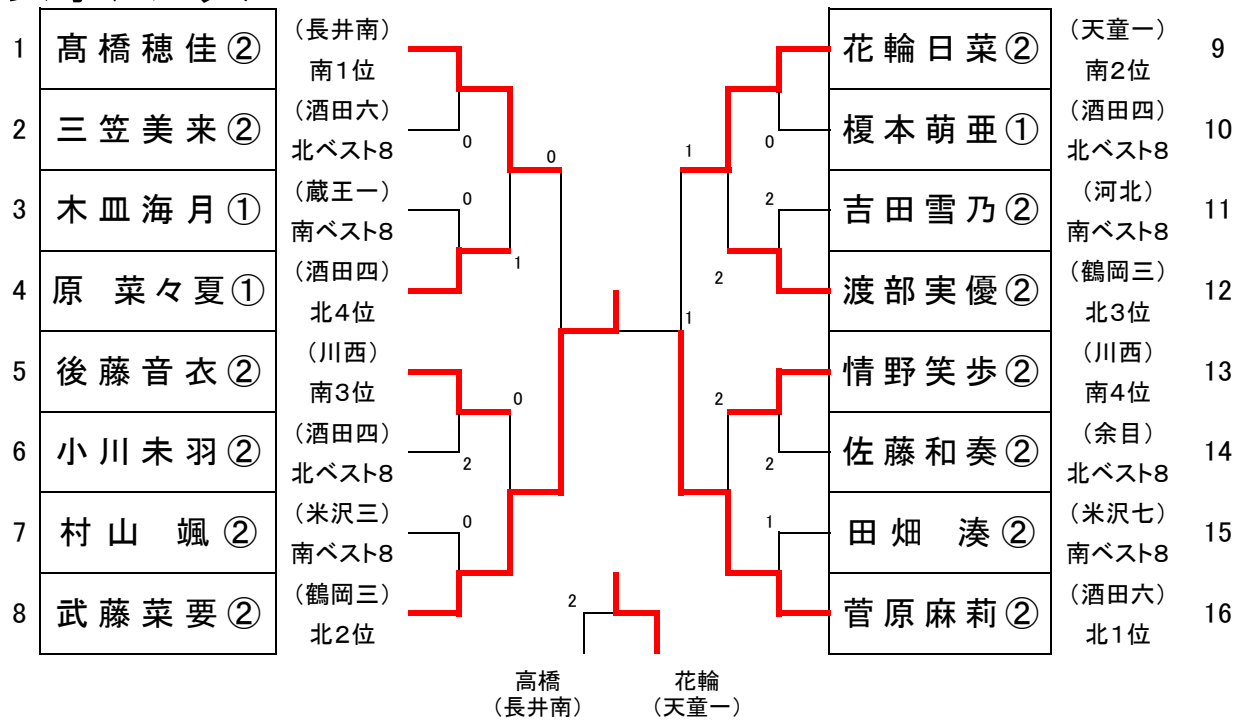 1 髙橋穂佳② (長井南) 南1位
2 三笠美来② (酒田六) 北ベスト8
3 木皿海月① (蔵王一) 南ベスト8
4 原 菜々夏① (酒田四) 北4位
5 後藤音衣② (川西) 南3位
6 小川未羽② (酒田四) 北ベスト8
7 村山 颯② (米沢三) 南ベスト8
8 武藤菜要② (鶴岡三) 北2位
0
0
1
0
2
0
0
花輪日菜② (天童一) 南2位 9
榎本萌亜① (酒田四) 北ベスト8 10
吉田雪乃② (河北) 南ベスト8 11
渡部実優② (鶴岡三) 北3位 12
情野笑歩② (川西) 南4位 13
佐藤和奏② (余目) 北ベスト8 14
田畑 湊② (米沢七) 南ベスト8 15
菅原麻莉② (酒田六) 北1位 16
1
0
2
2
1
2
2
1
2
高橋 花輪
(長井南) (天童一)